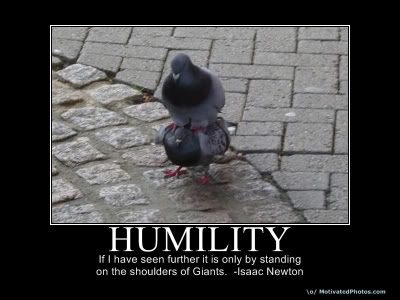 HUMILITY
If I have seen further it is only by standing
on the shoulders of Giants.  -Isaac Newton
\o/ MotivatedPhotos.com